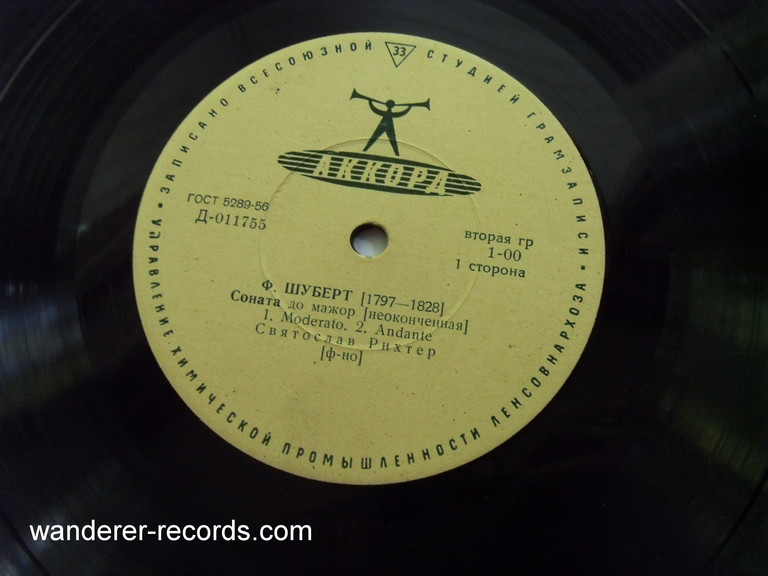 • ЗАПИСАНО ВСЕСОЮЗНОЙ 33 СТУДИЕЙ ГРАМЗАПИСИ •
АККОРД
ГОСТ 5289-56
Д-011755
вторая гр
1-00
1 сторона
Ф. ШУБЕРТ [1797—1828]
Соната до мажор [неоконченная]
1. Moderato. 2. Andante
Святослав Рихтер
[ф-но]
УПРАВЛЕНИЕ ХИМИЧЕСКОЙ ПРОМЫШЛЕННОСТИ ЛЕНСОВНАРХОЗА
wanderer-records.com